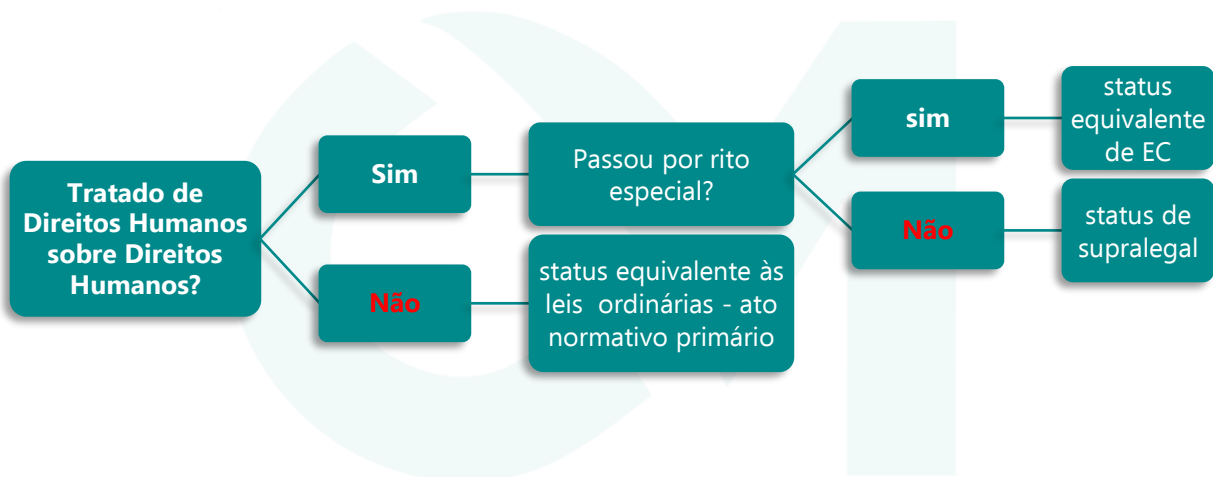 Tratado de
Direitos Humanos
sobre Direitos
Humanos?
Sim
Não
Passou por rito
especial?
status equivalente às
leis ordinárias - ato
normativo primário
sim
Não
status
equivalente
de EC
status de
supralegal